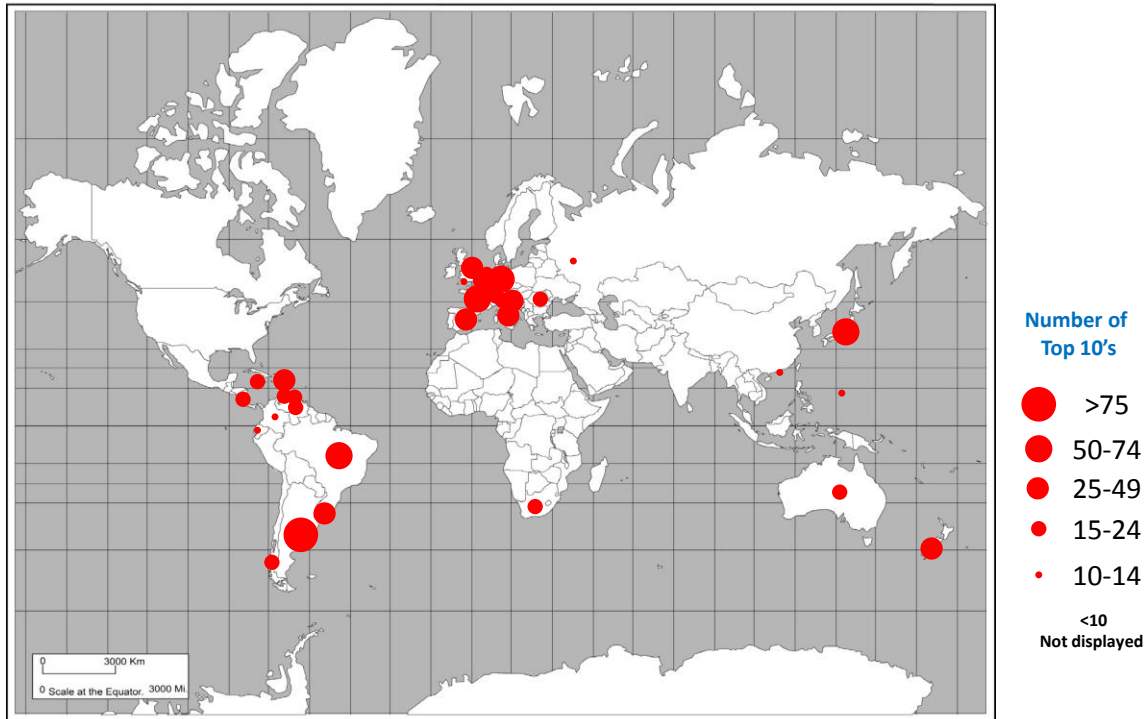 Number of
Top 10's
>75
50-74
25-49
15-24
10-14
<10
Not displayed
0 3000 Km
0 Scale at the Equator. 3000 Mi.